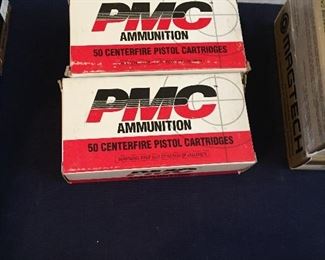 PMC
AMMUNITION
50 CENTERFIRE PISTOL CARTRIDGES
PMC
AMMUNITION
50 CENTERFIRE PISTOL CARTRIDGES
MAGTECH